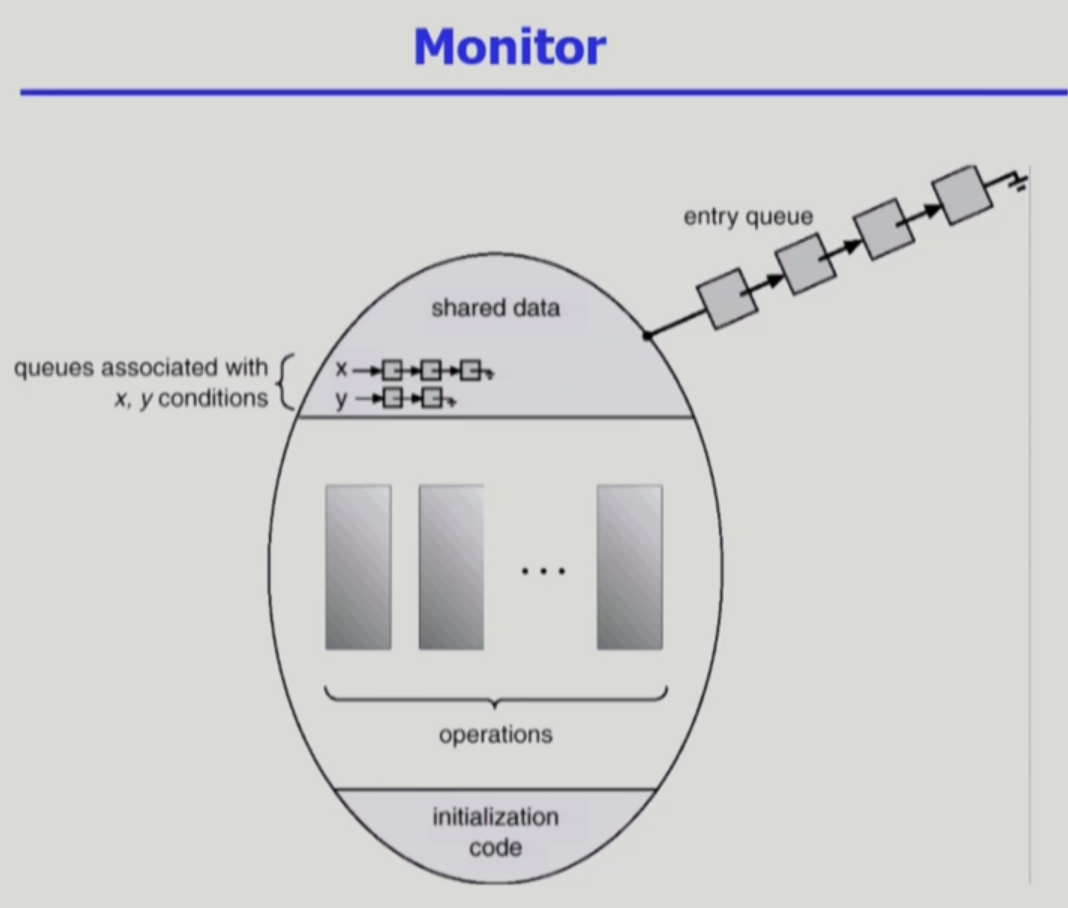 Monitor
entry queue
shared data
queues associated with
x, y conditions
x
y
...
operations
initialization
code